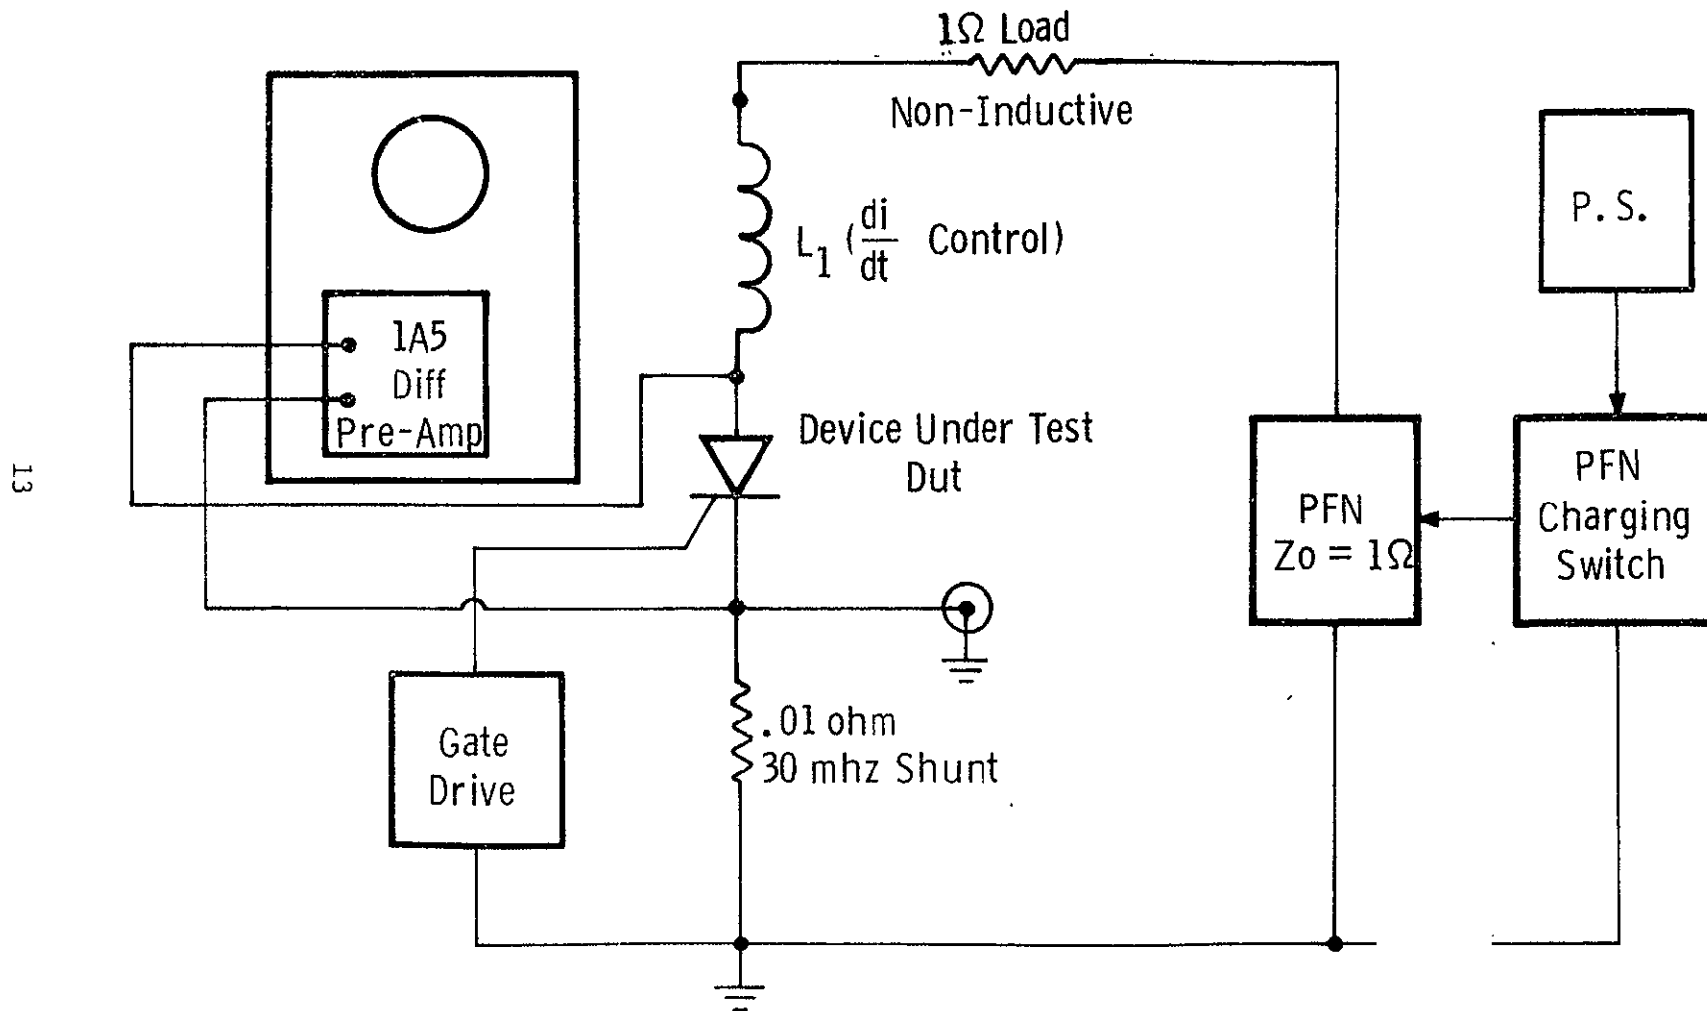 1Ω Load
Non-Inductive
P. S.
L1 (di/dt Control)
1A5
Diff
Pre-Amp
Device Under Test
Dut
PFN
Zo = 1Ω
PFN
Charging
Switch
Gate
Drive
.01 ohm
30 mhz Shunt
13